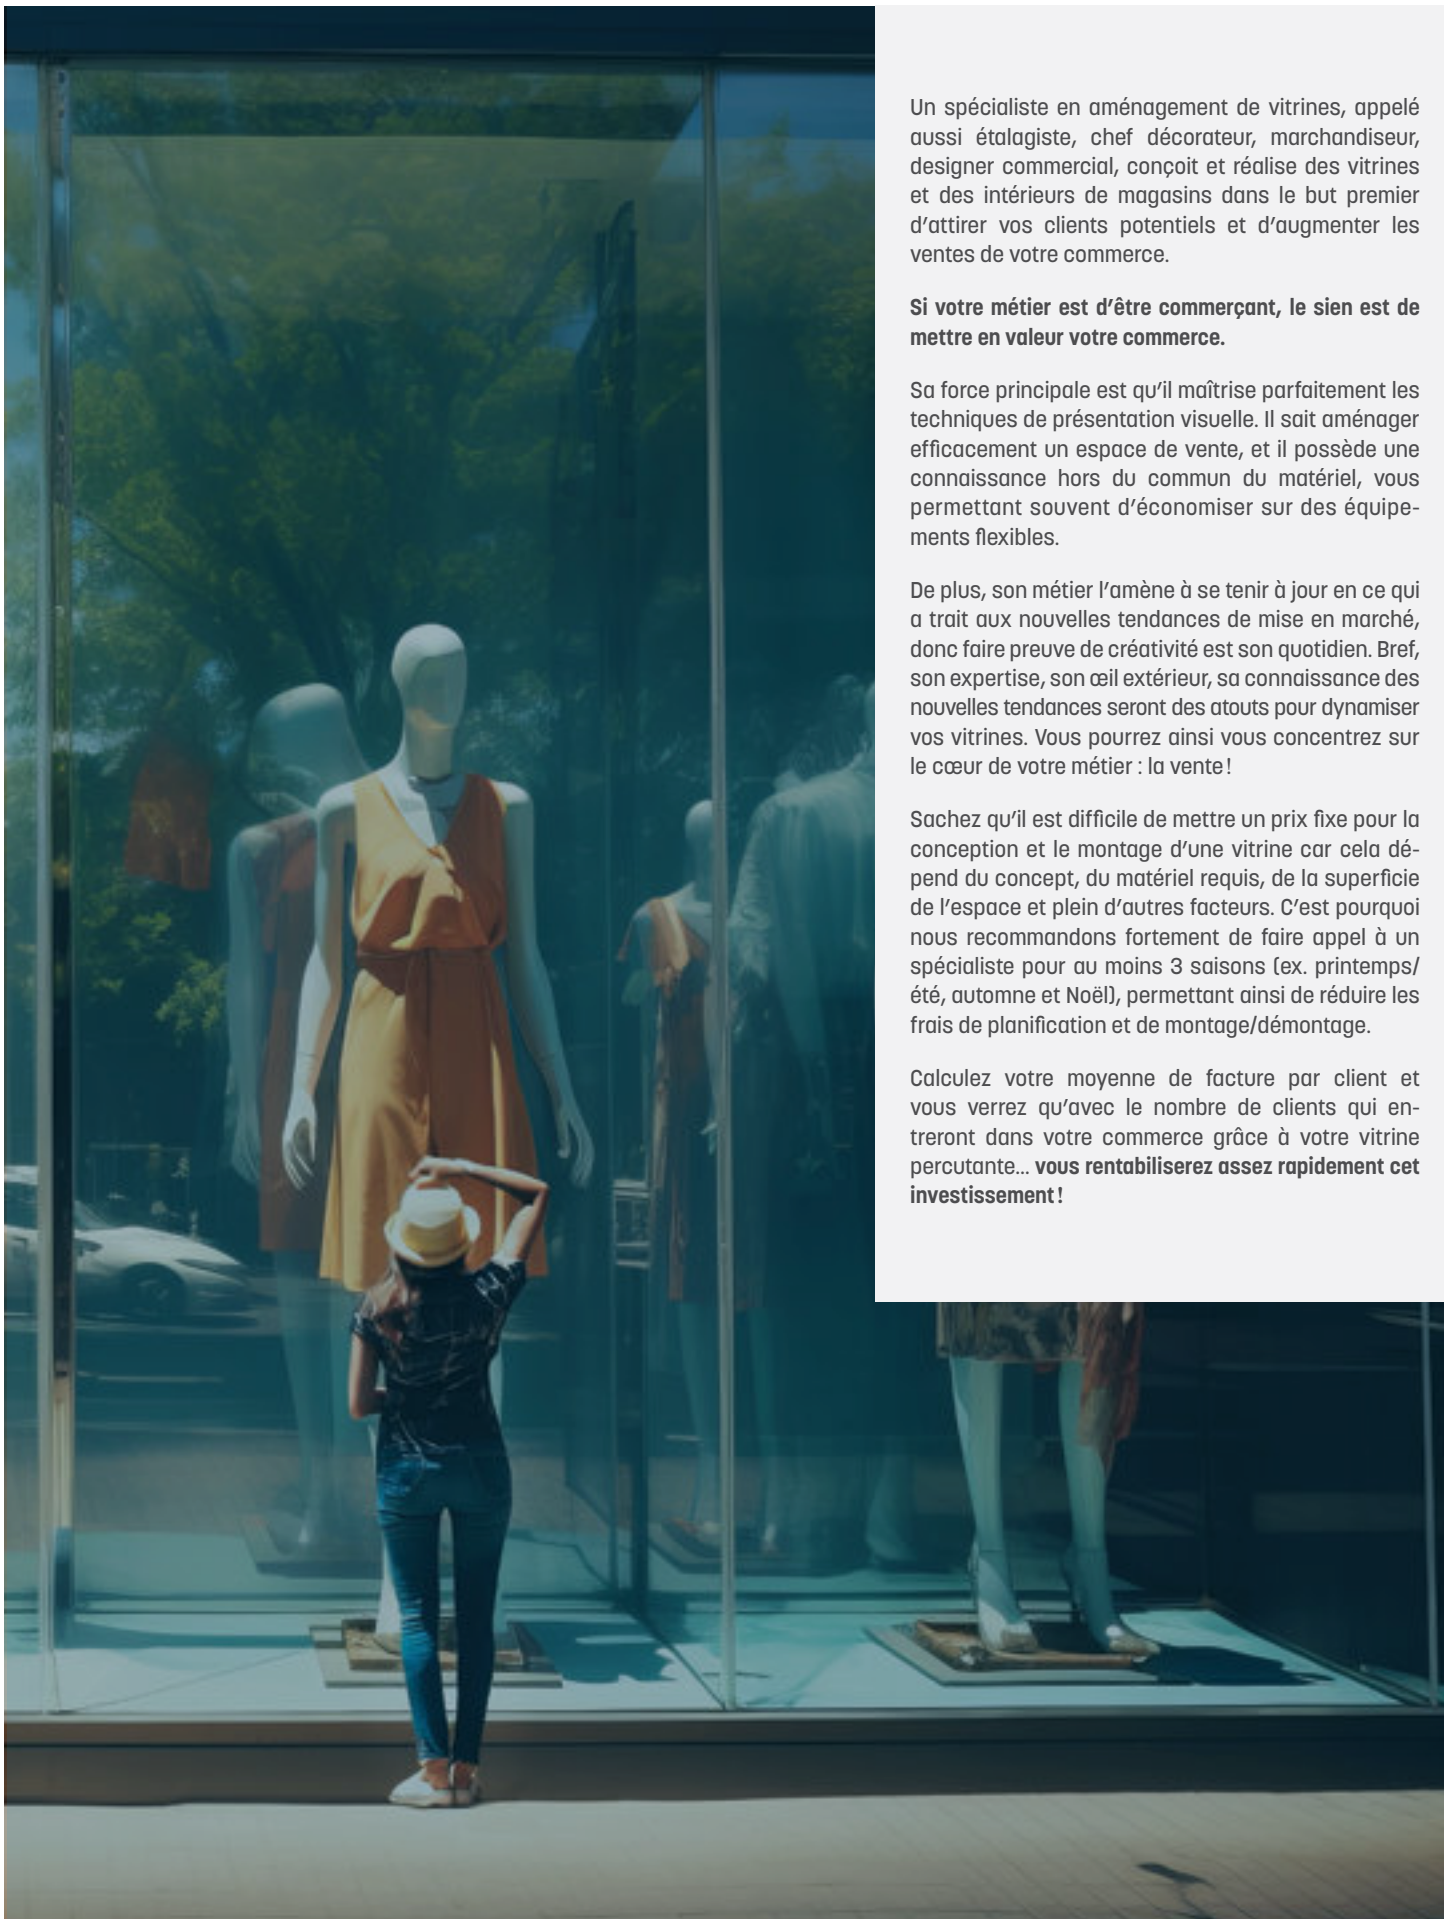 Un spécialiste en aménagement de vitrines, appelé
aussi étalagiste, chef décorateur, marchandiseur,
designer commercial, conçoit et réalise des vitrines
et des intérieurs de magasins dans le but premier
d’attirer vos clients potentiels et d’augmenter les
ventes de votre commerce.
Si votre métier est d’être commerçant, le sien est de
mettre en valeur votre commerce.
Sa force principale est qu’il maîtrise parfaitement les
techniques de présentation visuelle. Il sait aménager
efficacement un espace de vente, et il possède une
connaissance hors du commun du matériel, vous
permettant souvent d’économiser sur des équipe-
ments flexibles.
De plus, son métier l’amène à se tenir à jour en ce qui
a trait aux nouvelles tendances de mise en marché,
donc faire preuve de créativité est son quotidien. Bref,
son expertise, son œil extérieur, sa connaissance des
nouvelles tendances seront des atouts pour dynamiser
vos vitrines. Vous pourrez ainsi vous concentrez sur
le cœur de votre métier : la vente !
Sachez qu’il est difficile de mettre un prix fixe pour la
conception et le montage d’une vitrine car cela dé-
pend du concept, du matériel requis, de la superficie
de l’espace et plein d’autres facteurs. C’est pourquoi
nous recommandons fortement de faire appel à un
spécialiste pour au moins 3 saisons (ex. printemps/
été, automne et Noël), permettant ainsi de réduire les
frais de planification et de montage/démontage.
Calculez votre moyenne de facture par client et
vous verrez qu’avec le nombre de clients qui en-
treront dans votre commerce grâce à votre vitrine
percutante... vous rentabiliserez assez rapidement cet
investissement !